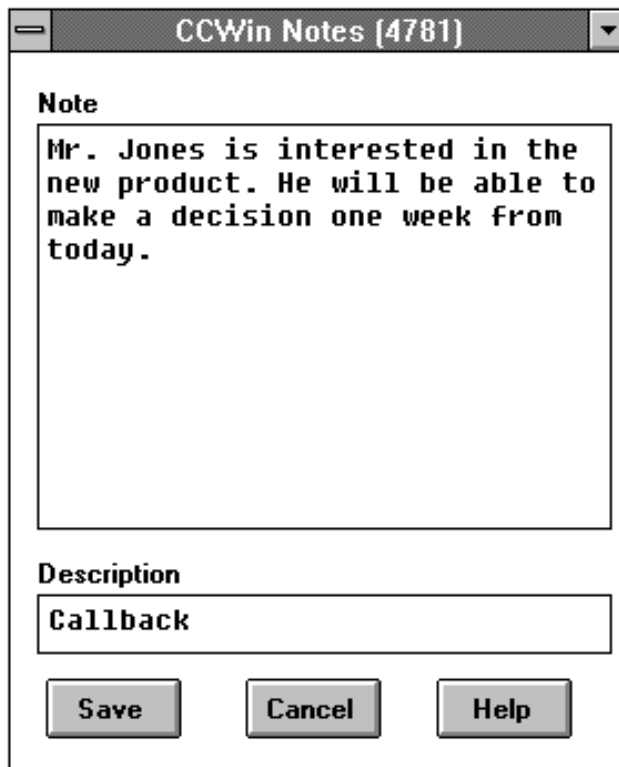 CCWin Notes (4781)
Note
Mr. Jones is interested in the
new product. He will be able to
make a decision one week from
today.
Description
Callback
Save Cancel Help